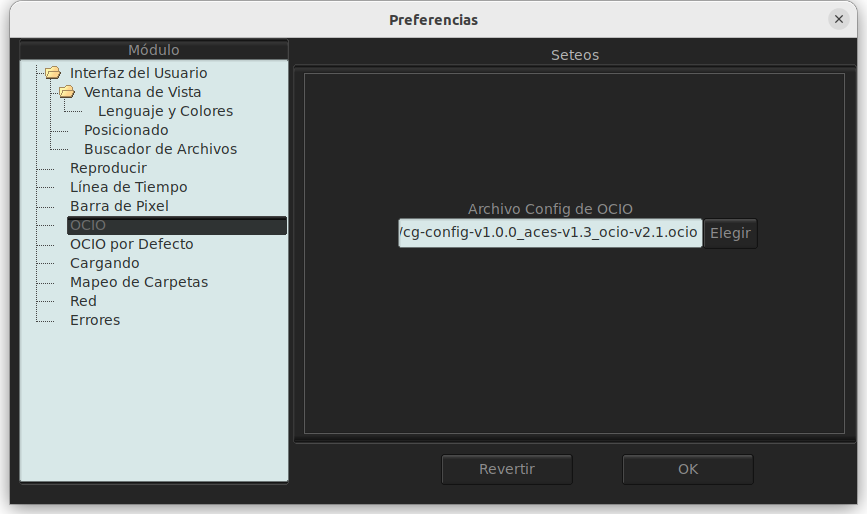 Preferencias
Módulo
Interfaz del Usuario
Ventana de Vista
Lenguaje y Colores
Posicionado
Buscador de Archivos
Reproducir
Línea de Tiempo
Barra de Pixel
OCIO
OCIO por Defecto
Cargando
Mapeo de Carpetas
Red
Errores
Seteos
Archivo Config de OCIO
/cg-config-v1.0.0_aces-v1.3_ocio-v2.1.ocio
Elegir
Revertir
OK